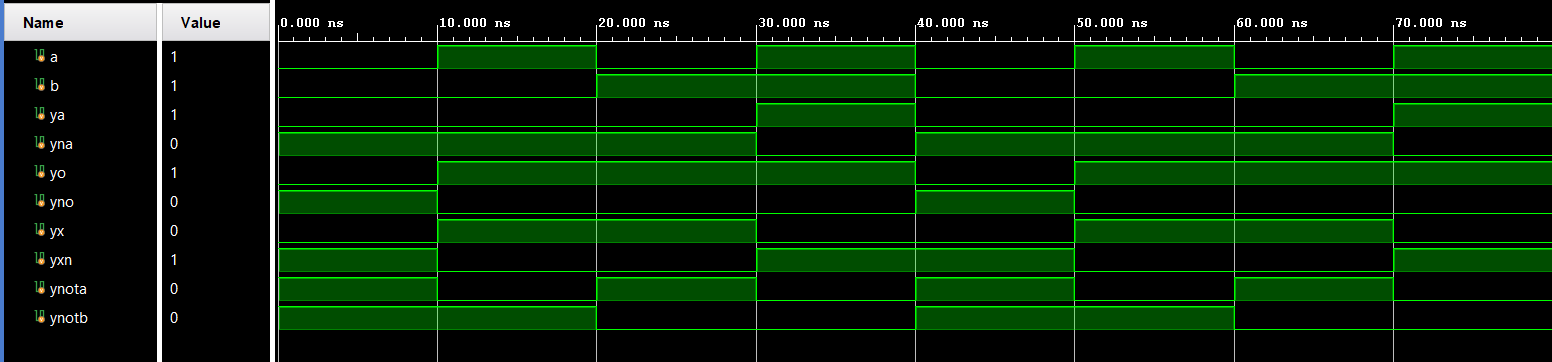 Name Value 0.000 ns 10.000 ns 20.000 ns 30.000 ns 40.000 ns 50.000 ns 60.000 ns 70.000 ns
a 1
b 1
ya 1
yna 0
yo 1
yno 0
yx 0
yxn 1
ynota 0
ynotb 0